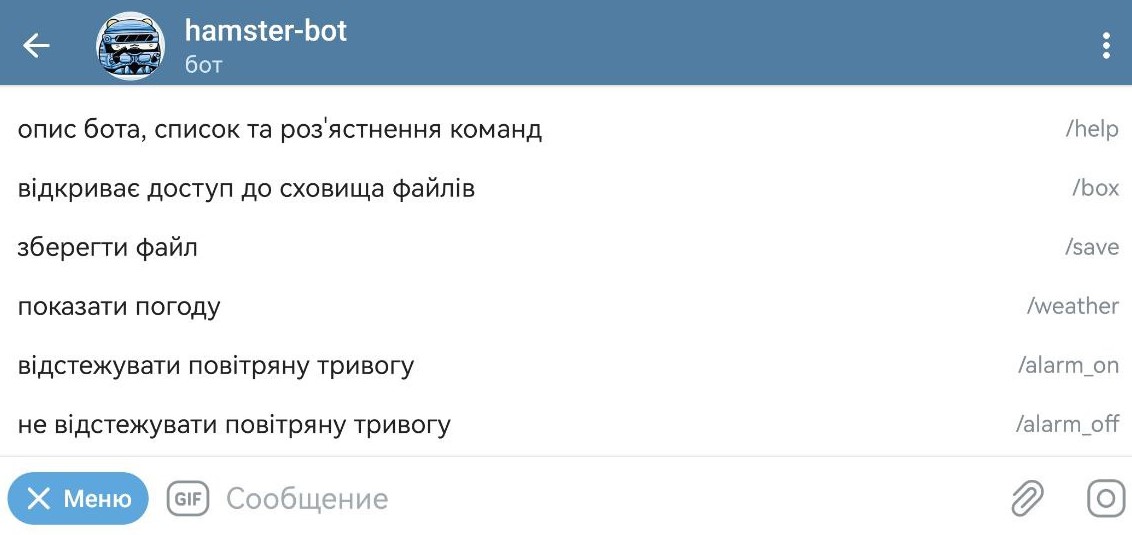 hamster-bot
бот
опис бота, список та роз'ястнення команд /help
відкриває доступ до сховища файлів /box
зберегти файл /save
показати погоду /weather
відстежувати повітряну тривогу /alarm_on
не відстежувати повітряну тривогу /alarm_off
Меню GIF Сообщение